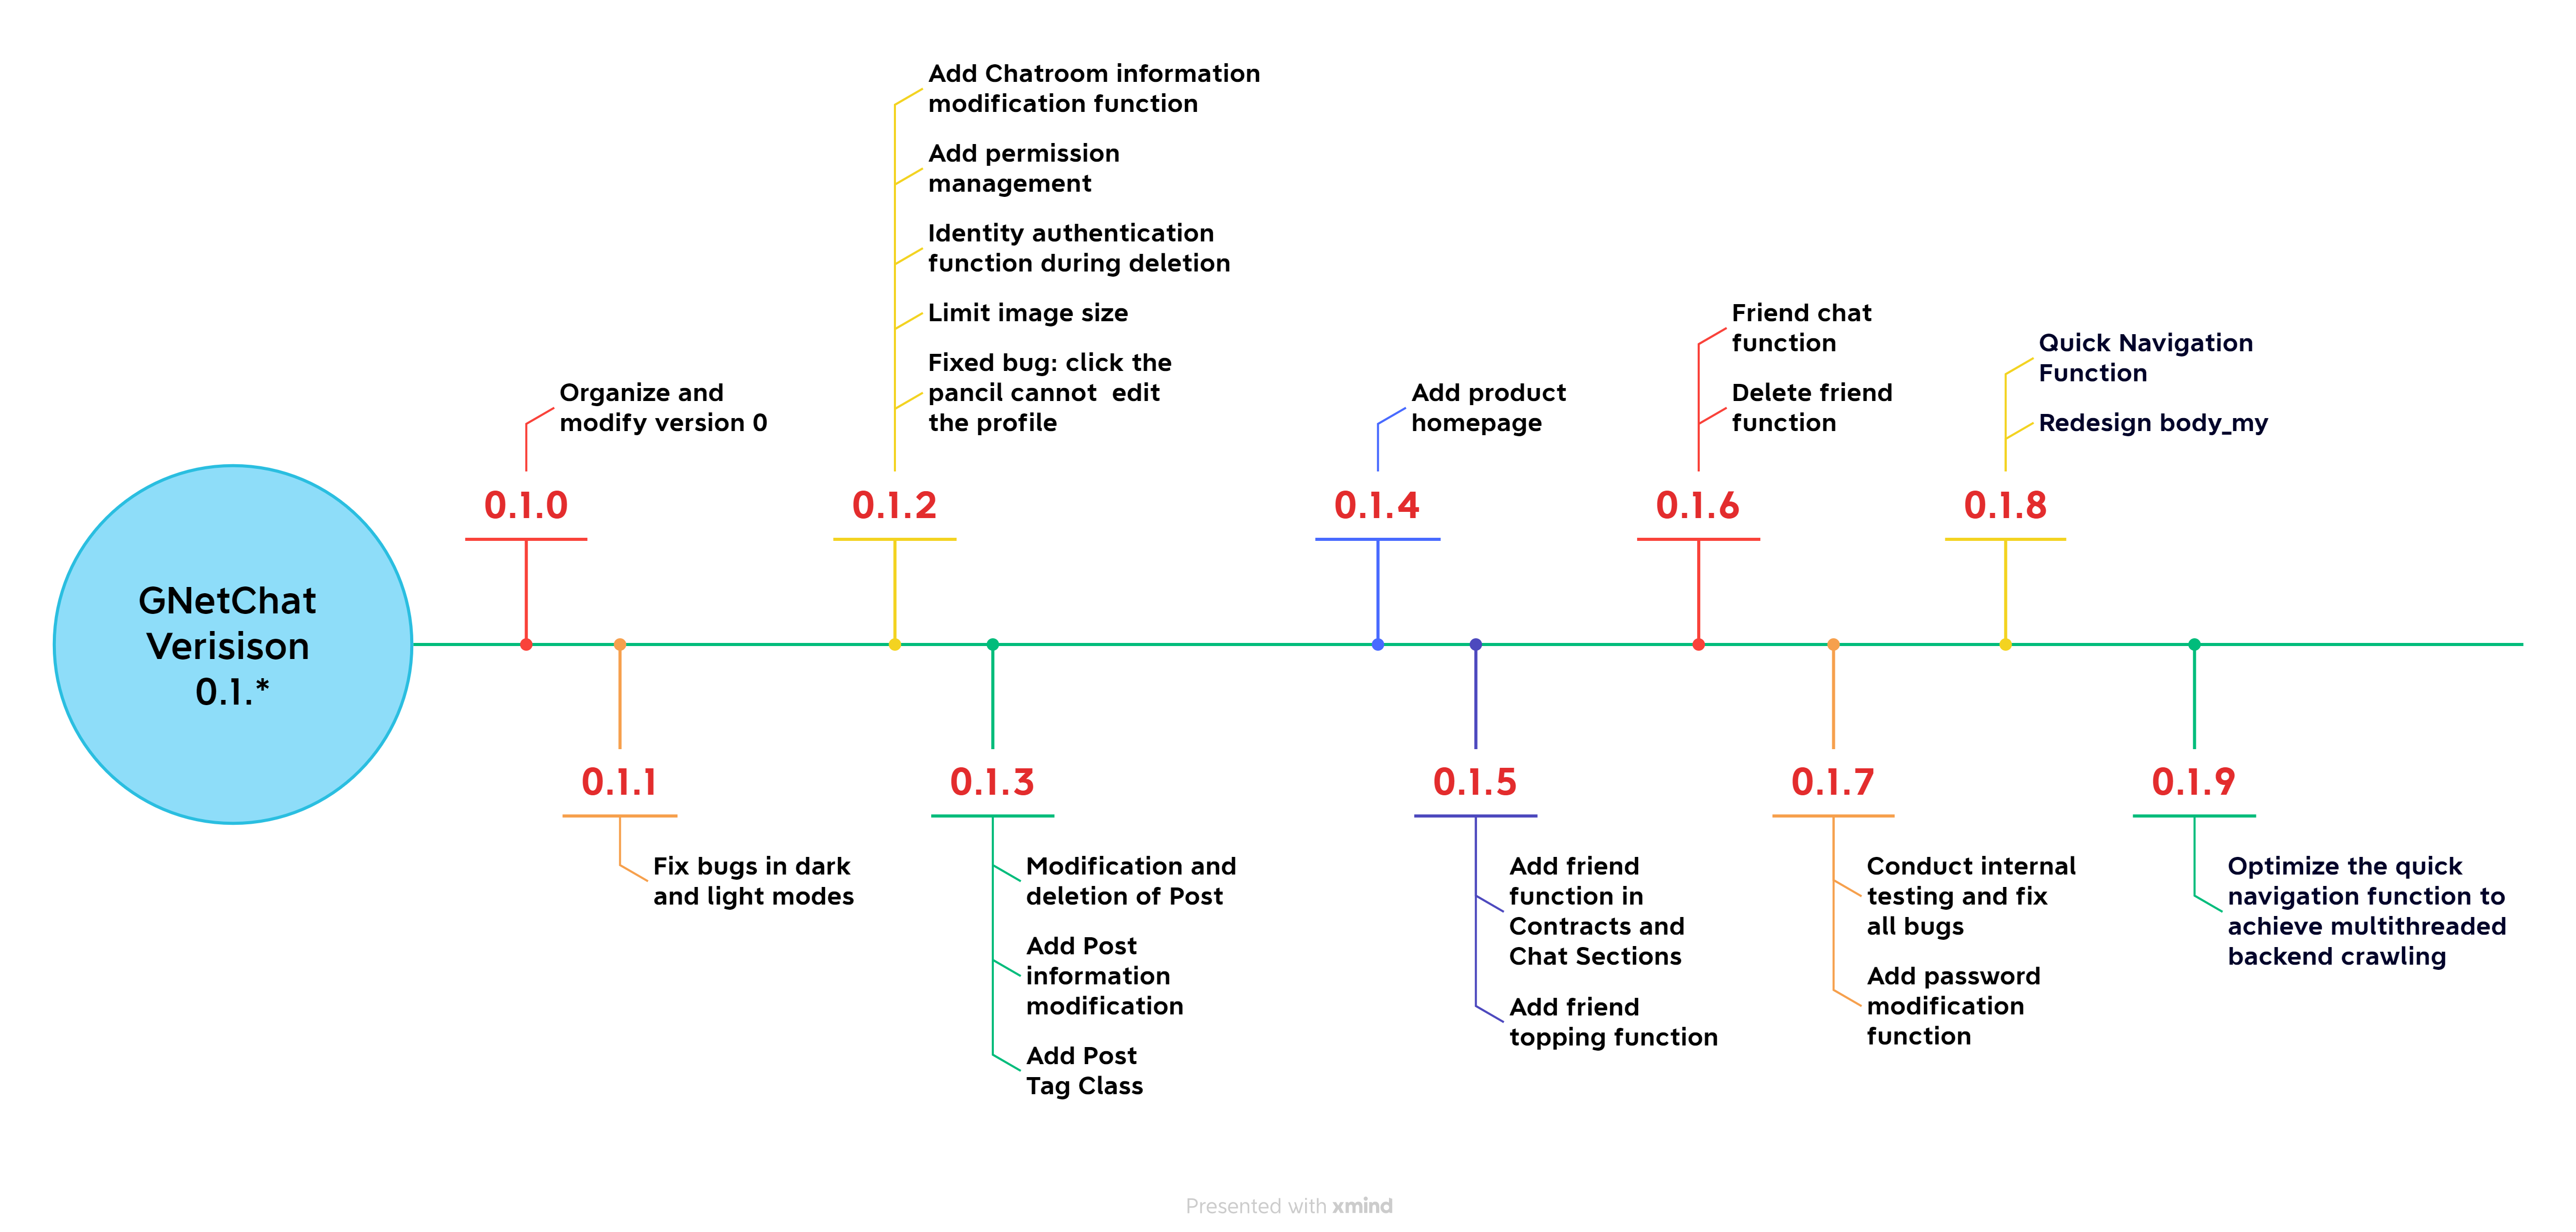 GNetChat
Verisison
0.1.*
0.1.0
Organize and
modify version 0
0.1.1
Fix bugs in dark
and light modes
0.1.2
Add Chatroom information
modification function
Add permission
management
Identity authentication
function during deletion
Limit image size
Fixed bug: click the
pancil cannot  edit
the profile
0.1.3
Modification and
deletion of Post
Add Post
information
modification
Add Post
Tag Class
0.1.4
Add product
homepage
0.1.5
Add friend
function in
Contracts and
Chat Sections
Add friend
topping function
0.1.6
Friend chat
function
Delete friend
function
0.1.7
Conduct internal
testing and fix
all bugs
Add password
modification
function
0.1.8
Quick Navigation
Function
Redesign body_my
0.1.9
Optimize the quick
navigation function to
achieve multithreaded
backend crawling
Presented with xmind